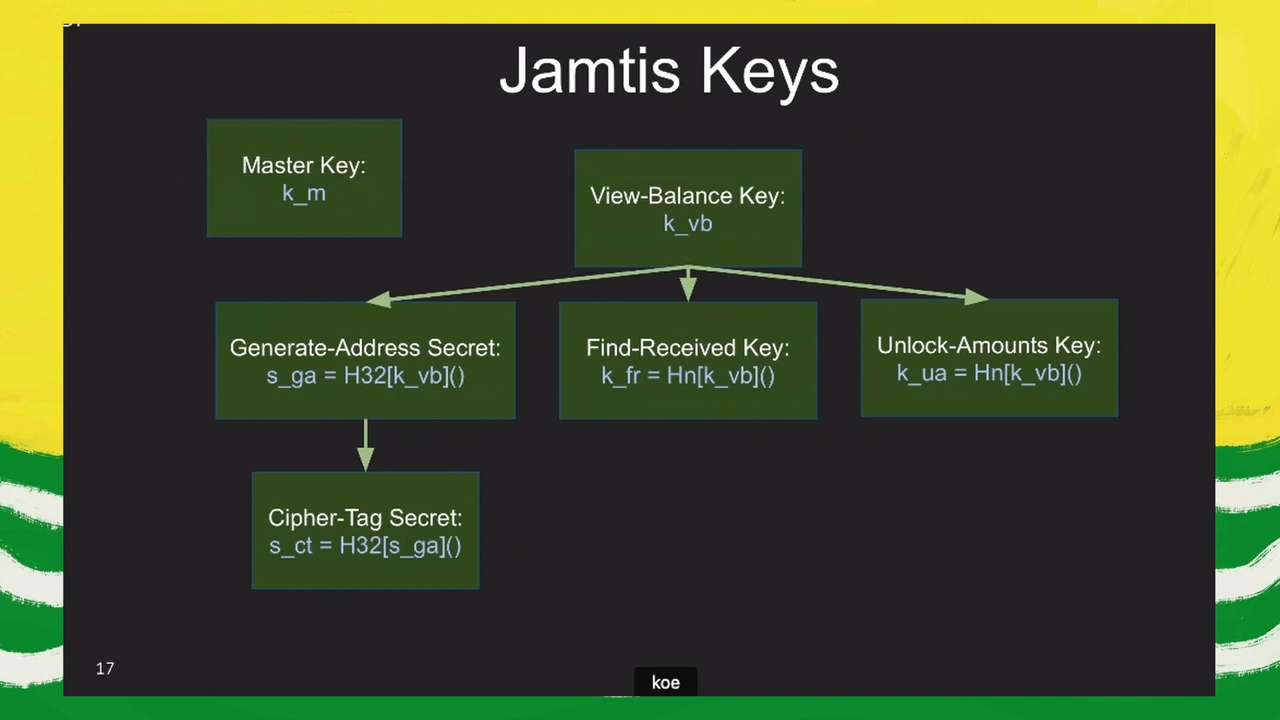 Jamtis Keys
Master Key:
k_m
View-Balance Key:
k_vb
Generate-Address Secret:
s_ga = H32[k_vb]()
Find-Received Key:
k_fr = Hn[k_vb]()
Unlock-Amounts Key:
k_ua = Hn[k_vb]()
Cipher-Tag Secret:
s_ct = H32[s_ga]()
17
koe